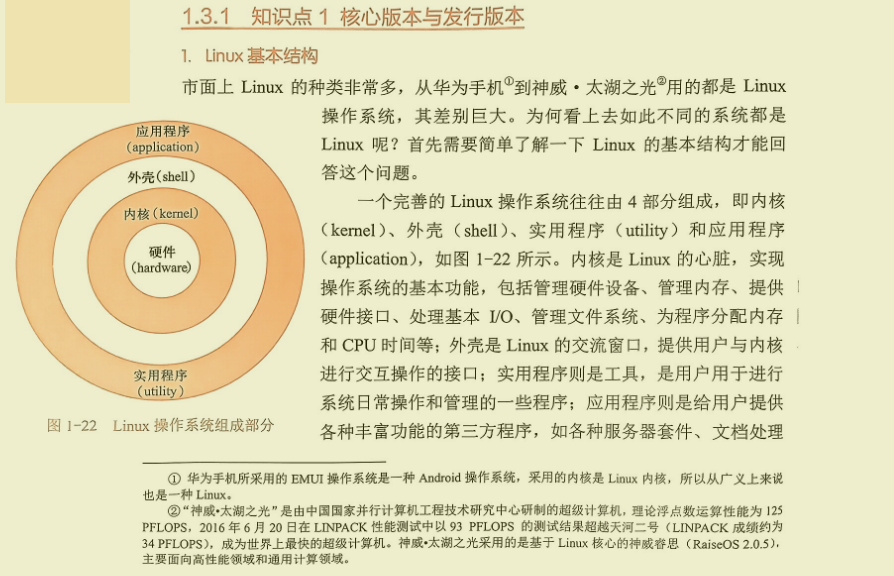 1.3.1 知识点 1 核心版本与发行版本
1. Linux 基本结构
市面上 Linux 的种类非常多，从华为手机①到神威·太湖之光②用的都是 Linux
操作系统，其差别巨大。为何看上去如此不同的系统都是
Linux 呢？首先需要简单了解一下 Linux 的基本结构才能回
答这个问题。
一个完善的 Linux 操作系统往往由 4 部分组成，即内核
（kernel）、外壳（shell）、实用程序（utility）和应用程序
（application），如图 1-22 所示。内核是 Linux 的心脏，实现
操作系统的基本功能，包括管理硬件设备、管理内存、提供
硬件接口、处理基本 I/O、管理文件系统、为程序分配内存
和 CPU 时间等；外壳是 Linux 的交流窗口，提供用户与内核
进行交互操作的接口；实用程序则是工具，是用户用于进行
系统日常操作和管理的一些程序；应用程序则是给用户提供
各种丰富功能的第三方程序，如各种服务器套件、文档处理
应用程序
(application)
外壳(shell)
内核(kernel)
硬件
(hardware)
实用程序
(utility)
图 1-22 Linux 操作系统组成部分
① 华为手机所采用的 EMUI 操作系统是一种 Android 操作系统，采用的内核是 Linux 内核，所以从广义上来说
也是一种 Linux。
②“神威·太湖之光”是由中国国家并行计算机工程技术研究中心研制的超级计算机，理论浮点数运算性能为 125
PFLOPS，2016 年 6 月 20 日在 LINPACK 性能测试中以 93 PFLOPS 的测试结果超越天河二号（LINPACK 成绩约为
34 PFLOPS），成为世界上最快的超级计算机。神威·太湖之光采用的是基于 Linux 核心的神威睿思（RaiseOS 2.0.5），
主要面向高性能领域和通用计算领域。